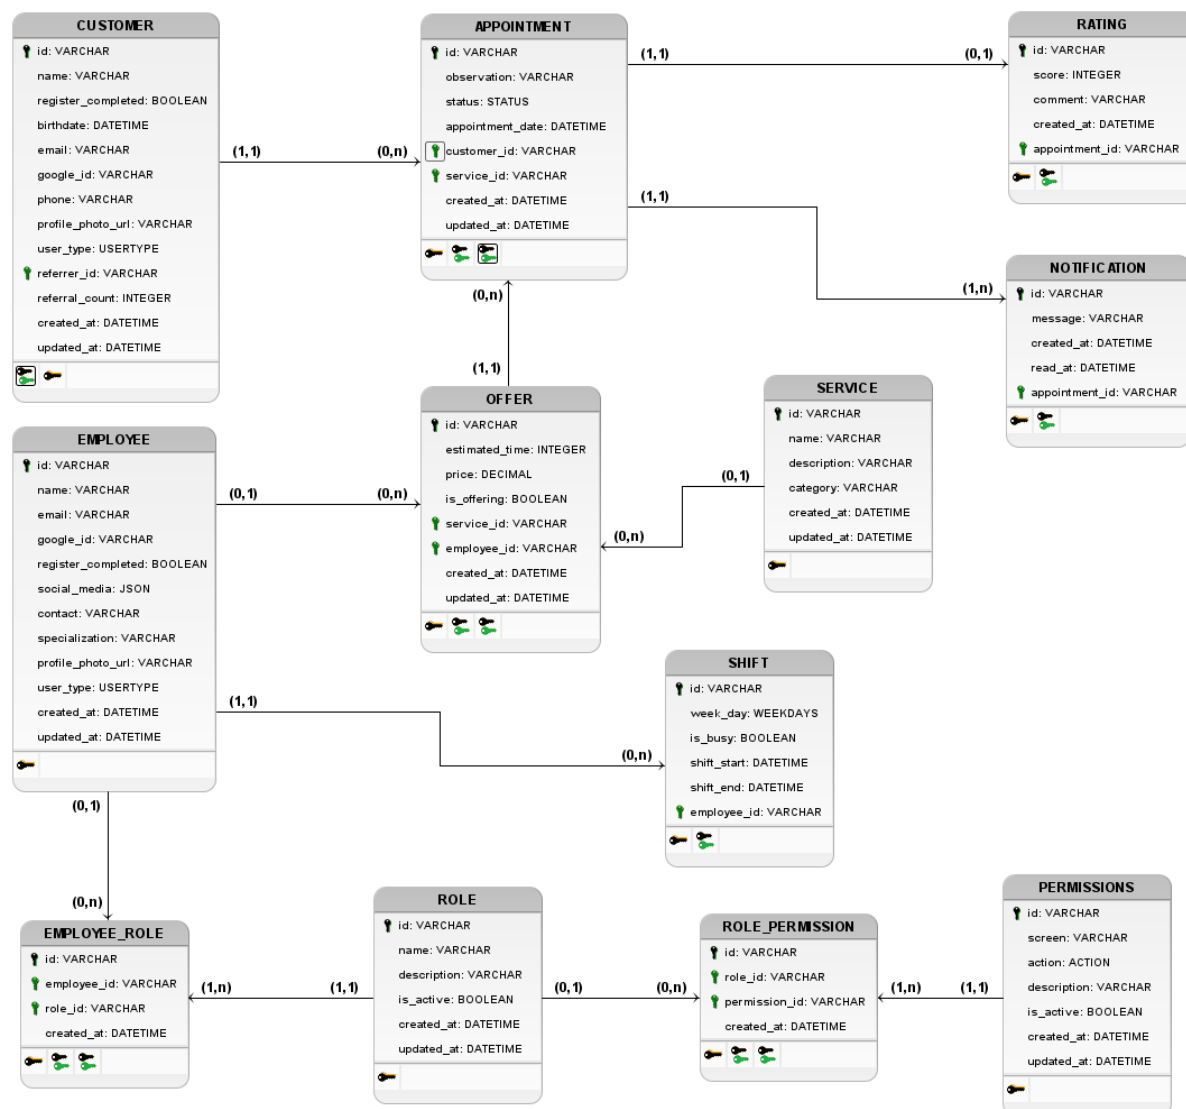 CUSTOMER
id: VARCHAR
name: VARCHAR
register_completed: BOOLEAN
birthdate: DATETIME
email: VARCHAR
google_id: VARCHAR
phone: VARCHAR
profile_photo_url: VARCHAR
user_type: USERTYPE
referrer_id: VARCHAR
referral_count: INTEGER
created_at: DATETIME
updated_at: DATETIME
(1,1)
(0,n)
APPOINTMENT
id: VARCHAR
observation: VARCHAR
status: STATUS
appointment_date: DATETIME
customer_id: VARCHAR
service_id: VARCHAR
created_at: DATETIME
updated_at: DATETIME
(1,1)
(0,1)
RATING
id: VARCHAR
score: INTEGER
comment: VARCHAR
created_at: DATETIME
appointment_id: VARCHAR
(1,1)
(1,n)
NOTIFICATION
id: VARCHAR
message: VARCHAR
created_at: DATETIME
read_at: DATETIME
appointment_id: VARCHAR
(0,n)
(1,1)
OFFER
id: VARCHAR
estimated_time: INTEGER
price: DECIMAL
is_offering: BOOLEAN
service_id: VARCHAR
employee_id: VARCHAR
created_at: DATETIME
updated_at: DATETIME
SERVICE
id: VARCHAR
name: VARCHAR
description: VARCHAR
category: VARCHAR
created_at: DATETIME
updated_at: DATETIME
(0,1)
(0,n)
EMPLOYEE
id: VARCHAR
name: VARCHAR
email: VARCHAR
google_id: VARCHAR
register_completed: BOOLEAN
social_media: JSON
contact: VARCHAR
specialization: VARCHAR
profile_photo_url: VARCHAR
user_type: USERTYPE
created_at: DATETIME
updated_at: DATETIME
(0,1)
(0,n)
(1,1)
(0,n)
SHIFT
id: VARCHAR
week_day: WEEKDAYS
is_busy: BOOLEAN
shift_start: DATETIME
shift_end: DATETIME
employee_id: VARCHAR
(0,1)
(0,n)
EMPLOYEE_ROLE
id: VARCHAR
employee_id: VARCHAR
role_id: VARCHAR
created_at: DATETIME
(1,n)
(1,1)
ROLE
id: VARCHAR
name: VARCHAR
description: VARCHAR
is_active: BOOLEAN
created_at: DATETIME
updated_at: DATETIME
(0,1)
(0,n)
ROLE_PERMISSION
id: VARCHAR
role_id: VARCHAR
permission_id: VARCHAR
created_at: DATETIME
(1,n)
(1,1)
PERMISSIONS
id: VARCHAR
screen: VARCHAR
action: ACTION
description: VARCHAR
is_active: BOOLEAN
created_at: DATETIME
updated_at: DATETIME